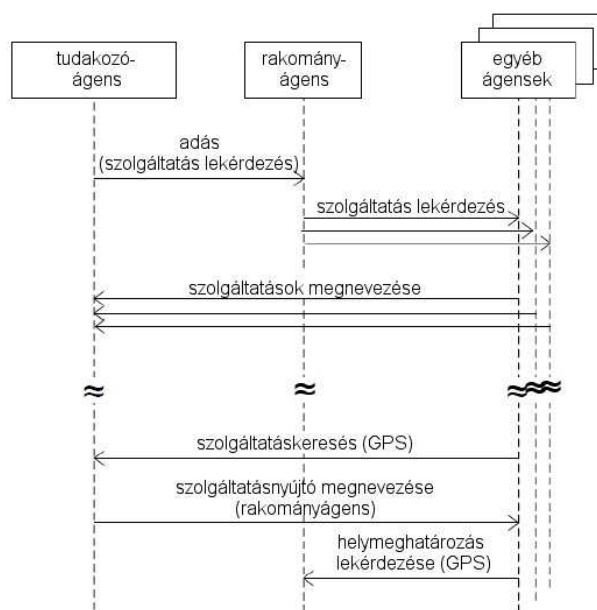 tudakozó-
ágens
rakomány-
ágens
egyéb
ágensek
adás
(szolgáltatás lekérdezés)
szolgáltatás lekérdezés
szolgáltatások megnevezése
szolgáltatáskeresés (GPS)
szolgáltatásnyújtó megnevezése
(rakományágens)
helymeghatározás
lekérdezése (GPS)